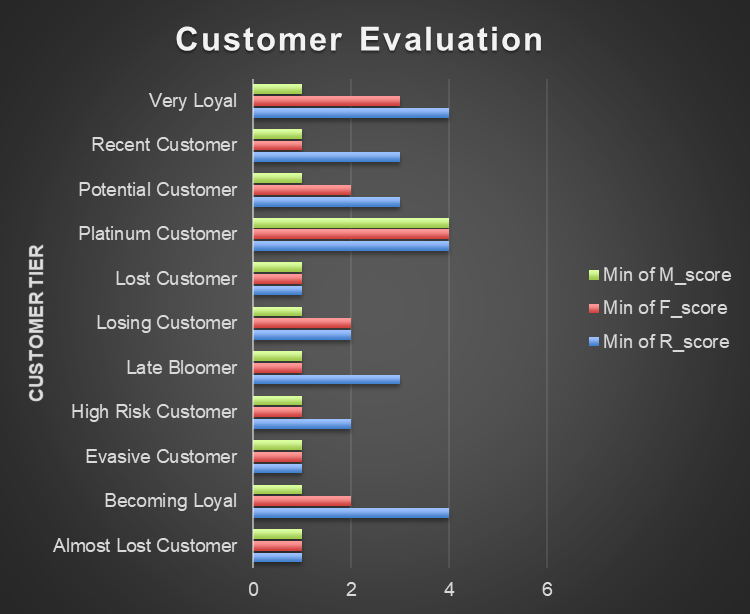 Customer Evaluation
CUSTOMER TIER
Very Loyal
Recent Customer
Potential Customer
Platinum Customer
Lost Customer
Losing Customer
Late Bloomer
High Risk Customer
Evasive Customer
Becoming Loyal
Almost Lost Customer
0 2 4 6
Min of M_score
Min of F_score
Min of R_score